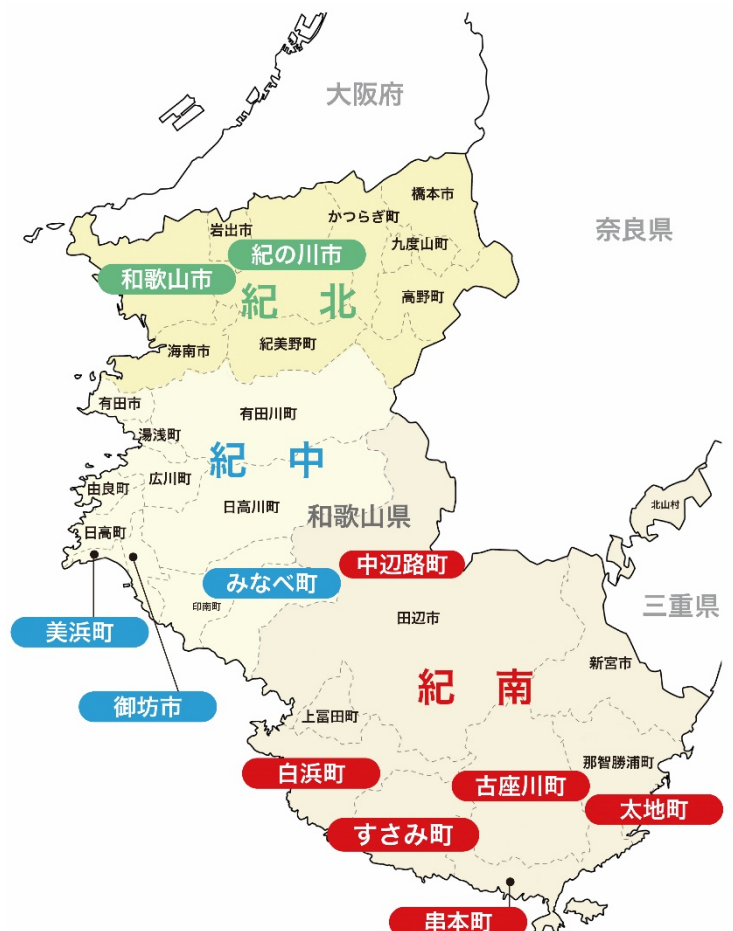 大阪府
橋本市
かつらぎ町
岩出市
奈良県
九度山町
紀の川市
和歌山市
高野町
紀 北
紀美野町
海南市
有田市
有田川町
湯浅町
紀 中
広川町
由良町
日高川町
北山村
和歌山県
日高町
中辺路町
みなべ町
印南町
三重県
田辺市
美浜町
新宮市
紀 南
御坊市
上富田町
那智勝浦町
白浜町
古座川町
太地町
すさみ町
串本町